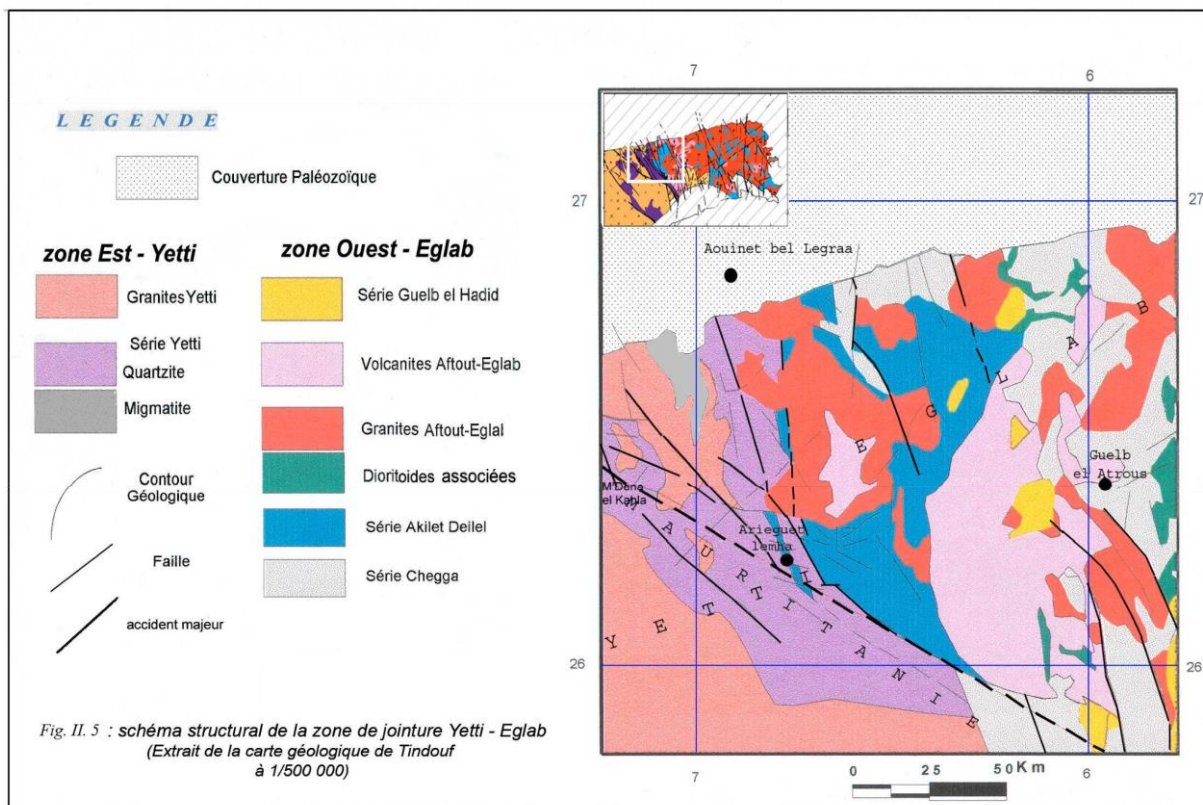 LEGENDE
Couverture Paléozoïque
zone Est - Yetti
Granites Yetti
Série Yetti
Quartzite
Migmatite
Contour
Géologique
Faille
accident majeur
zone Ouest - Eglab
Série Guelb el Hadid
Volcanites Aftout-Eglab
Granites Aftout-Eglal
Dioritoides associées
Série Akilet Deilel
Série Chegga
Fig. II. 5 : schéma structural de la zone de jointure Yetti - Eglab
(Extrait de la carte géologique de Tindouf
à 1/500 000)
7
6
27
27
Aouinet bel Legraa
EGLAB
Guelb
el Atrous
M'Dena
el Kahla
Arieguet
lemha
YETTI
MAURITANIE
26
26
7
6
0 25 50 Km